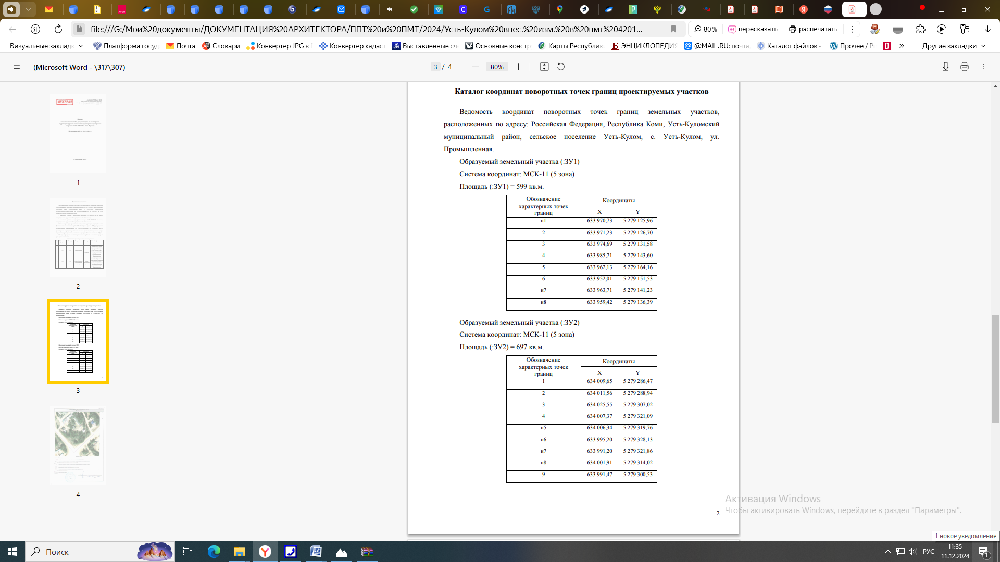 file:///G:/Мои%20документы/ДОКУМЕНТАЦИЯ%20АРХИТЕКТОРА/ППТ%20и%20ПМТ/2024/Усть-Кулом%20внес.%20изм.%20в%20пмт%204201...
80 %
пересказать
распечатать
Визуальные заклад
Платформа госуд
Почта
Словари
Конвертер JPG в
Конвертер кадаст
Выставленные сч
Основные констр
Карты Республик
ЭНЦИКЛОПЕДИЯ
@MAIL.RU: почта
Каталог файлов -
Прочее / Pi
Другие закладки
(Microsoft Word - \317\307)
3 / 4
80%
МЕЖЕВАЯ
1
2
3
4
Каталог координат поворотных точек границ проектируемых участков
Ведомость координат поворотных точек границ земельных участков,
расположенных по адресу: Российская Федерация, Республика Коми, Усть-Куломский
муниципальный район, сельское поселение Усть-Кулом, с. Усть-Кулом, ул.
Промышленная.
Образуемый земельный участка (:ЗУ1)
Система координат: МСК-11 (5 зона)
Площадь (:ЗУ1) = 599 кв.м.
Обозначение характерных точек границ Координаты
X Y
н1 633 970,73 5 279 125,96
2 633 971,23 5 279 126,70
3 633 974,69 5 279 131,58
4 633 985,71 5 279 143,60
5 633 962,13 5 279 164,16
6 633 952,01 5 279 151,53
н7 633 963,71 5 279 141,23
н8 633 959,42 5 279 136,39
Образуемый земельный участка (:ЗУ2)
Система координат: МСК-11 (5 зона)
Площадь (:ЗУ2) = 697 кв.м.
Обозначение характерных точек границ Координаты
X Y
1 634 009,65 5 279 286,47
2 634 011,56 5 279 288,94
3 634 025,55 5 279 307,02
4 634 007,37 5 279 321,09
н5 634 006,34 5 279 319,76
н6 633 995,20 5 279 328,13
н7 633 991,20 5 279 321,86
н8 634 001,91 5 279 314,02
9 633 991,47 5 279 300,53
2
Активация Windows
Чтобы активировать Windows, перейдите в раздел "Параметры".
1 новое уведомление
Поиск
РУС
11:35
11.12.2024
1